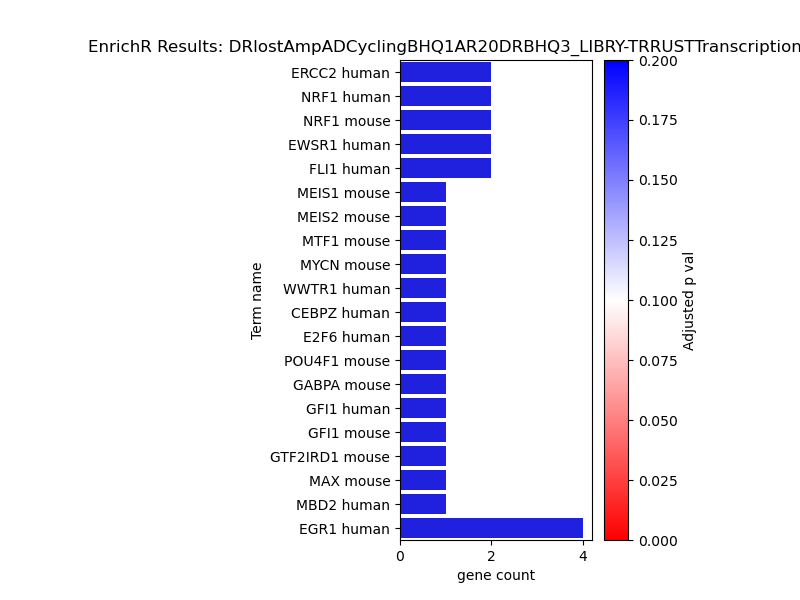 EnrichR Results: DRlostAmpADCyclingBHQ1AR20DRBHQ3_LIBRY-TRRUSTTranscription
ERCC2 human
NRF1 human
NRF1 mouse
EWSR1 human
FLI1 human
MEIS1 mouse
MEIS2 mouse
MTF1 mouse
MYCN mouse
WWTR1 human
CEBPZ human
E2F6 human
POU4F1 mouse
GABPA mouse
GFI1 human
GFI1 mouse
GTF2IRD1 mouse
MAX mouse
MBD2 human
EGR1 human
Term name
0 2 4
gene count
0.200
0.175
0.150
0.125
0.100
0.075
0.050
0.025
0.000
Adjusted p val